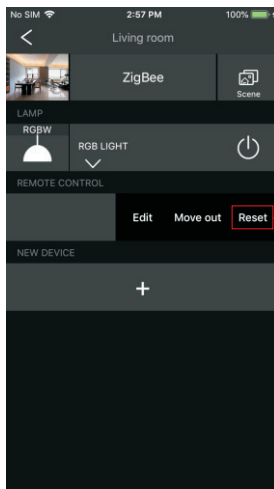 No SIM 2:57 PM 100%
Living room
ZigBee
Scene
LAMP
RGBW
RGB LIGHT
REMOTE CONTROL
Edit Move out Reset
NEW DEVICE
+